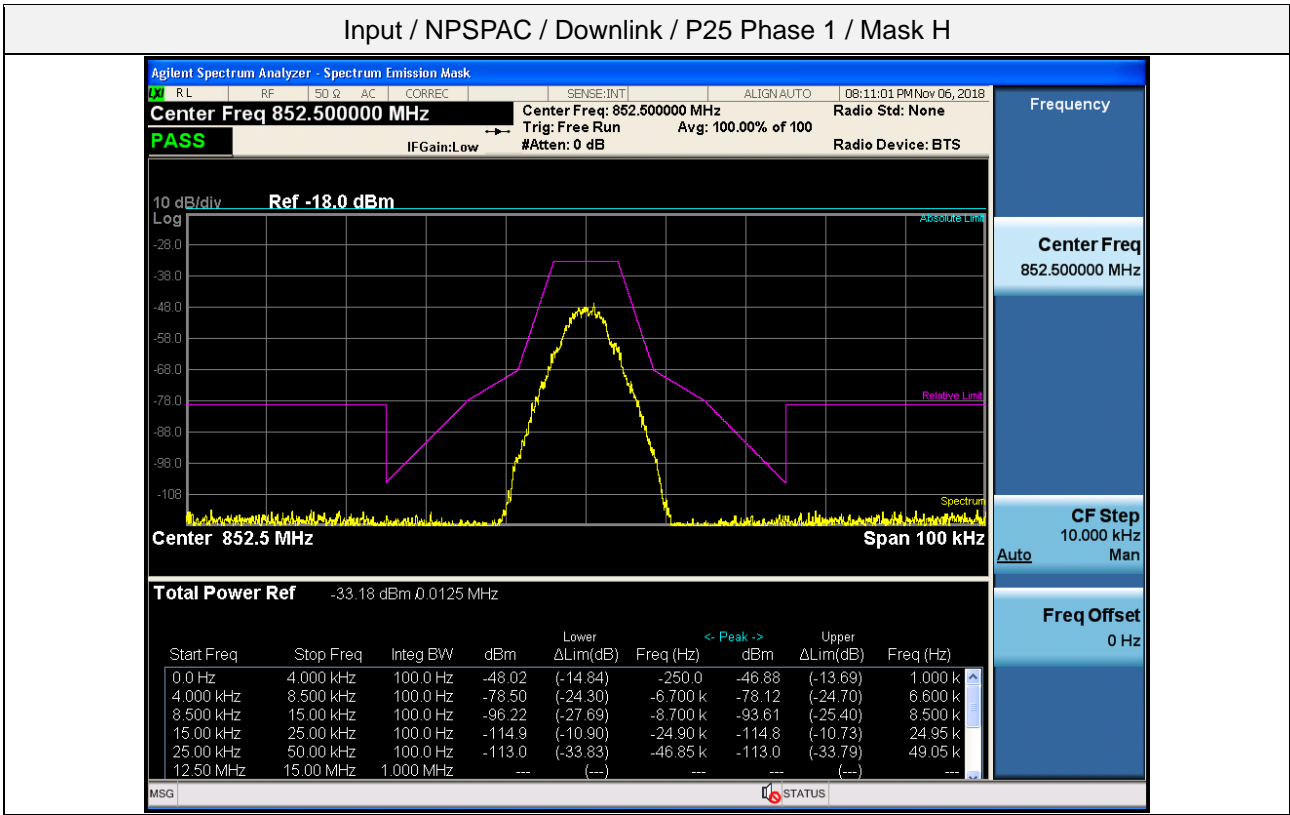 Input / NPSPAC / Downlink / P25 Phase 1 / Mask H
Agilent Spectrum Analyzer - Spectrum Emission Mask
LXI RL RF 50 Ω AC CORREC SENSE:INT ALIGN AUTO 08:11:01 PM Nov 06, 2018
Center Freq 852.500000 MHz Center Freq: 852.500000 MHz Radio Std: None
Trig: Free Run Avg: 100.00% of 100
PASS IFGain:Low #Atten: 0 dB Radio Device: BTS
Frequency
10 dB/div Ref -18.0 dBm
Log
Absolute Limit
-28.0
-38.0
-48.0
-58.0
-68.0
-78.0
Relative Limit
-88.0
-98.0
-108
Spectrum
Center 852.5 MHz Span 100 kHz
Center Freq
852.500000 MHz
CF Step
10.000 kHz
Auto Man
Freq Offset
0 Hz
Total Power Ref -33.18 dBm /0.0125 MHz
Lower <- Peak -> Upper
Start Freq Stop Freq Integ BW dBm ΔLim(dB) Freq (Hz) dBm ΔLim(dB) Freq (Hz)
0.0 Hz 4.000 kHz 100.0 Hz -48.02 (-14.84) -250.0 -46.88 (-13.69) 1.000 k
4.000 kHz 8.500 kHz 100.0 Hz -78.50 (-24.30) -6.700 k -78.12 (-24.70) 6.600 k
8.500 kHz 15.00 kHz 100.0 Hz -96.22 (-27.69) -8.700 k -93.61 (-25.40) 8.500 k
15.00 kHz 25.00 kHz 100.0 Hz -114.9 (-10.90) -24.90 k -114.8 (-10.73) 24.95 k
25.00 kHz 50.00 kHz 100.0 Hz -113.0 (-33.83) -46.85 k -113.0 (-33.79) 49.05 k
12.50 MHz 15.00 MHz 1.000 MHz --- (---) --- --- (---) ---
MSG STATUS